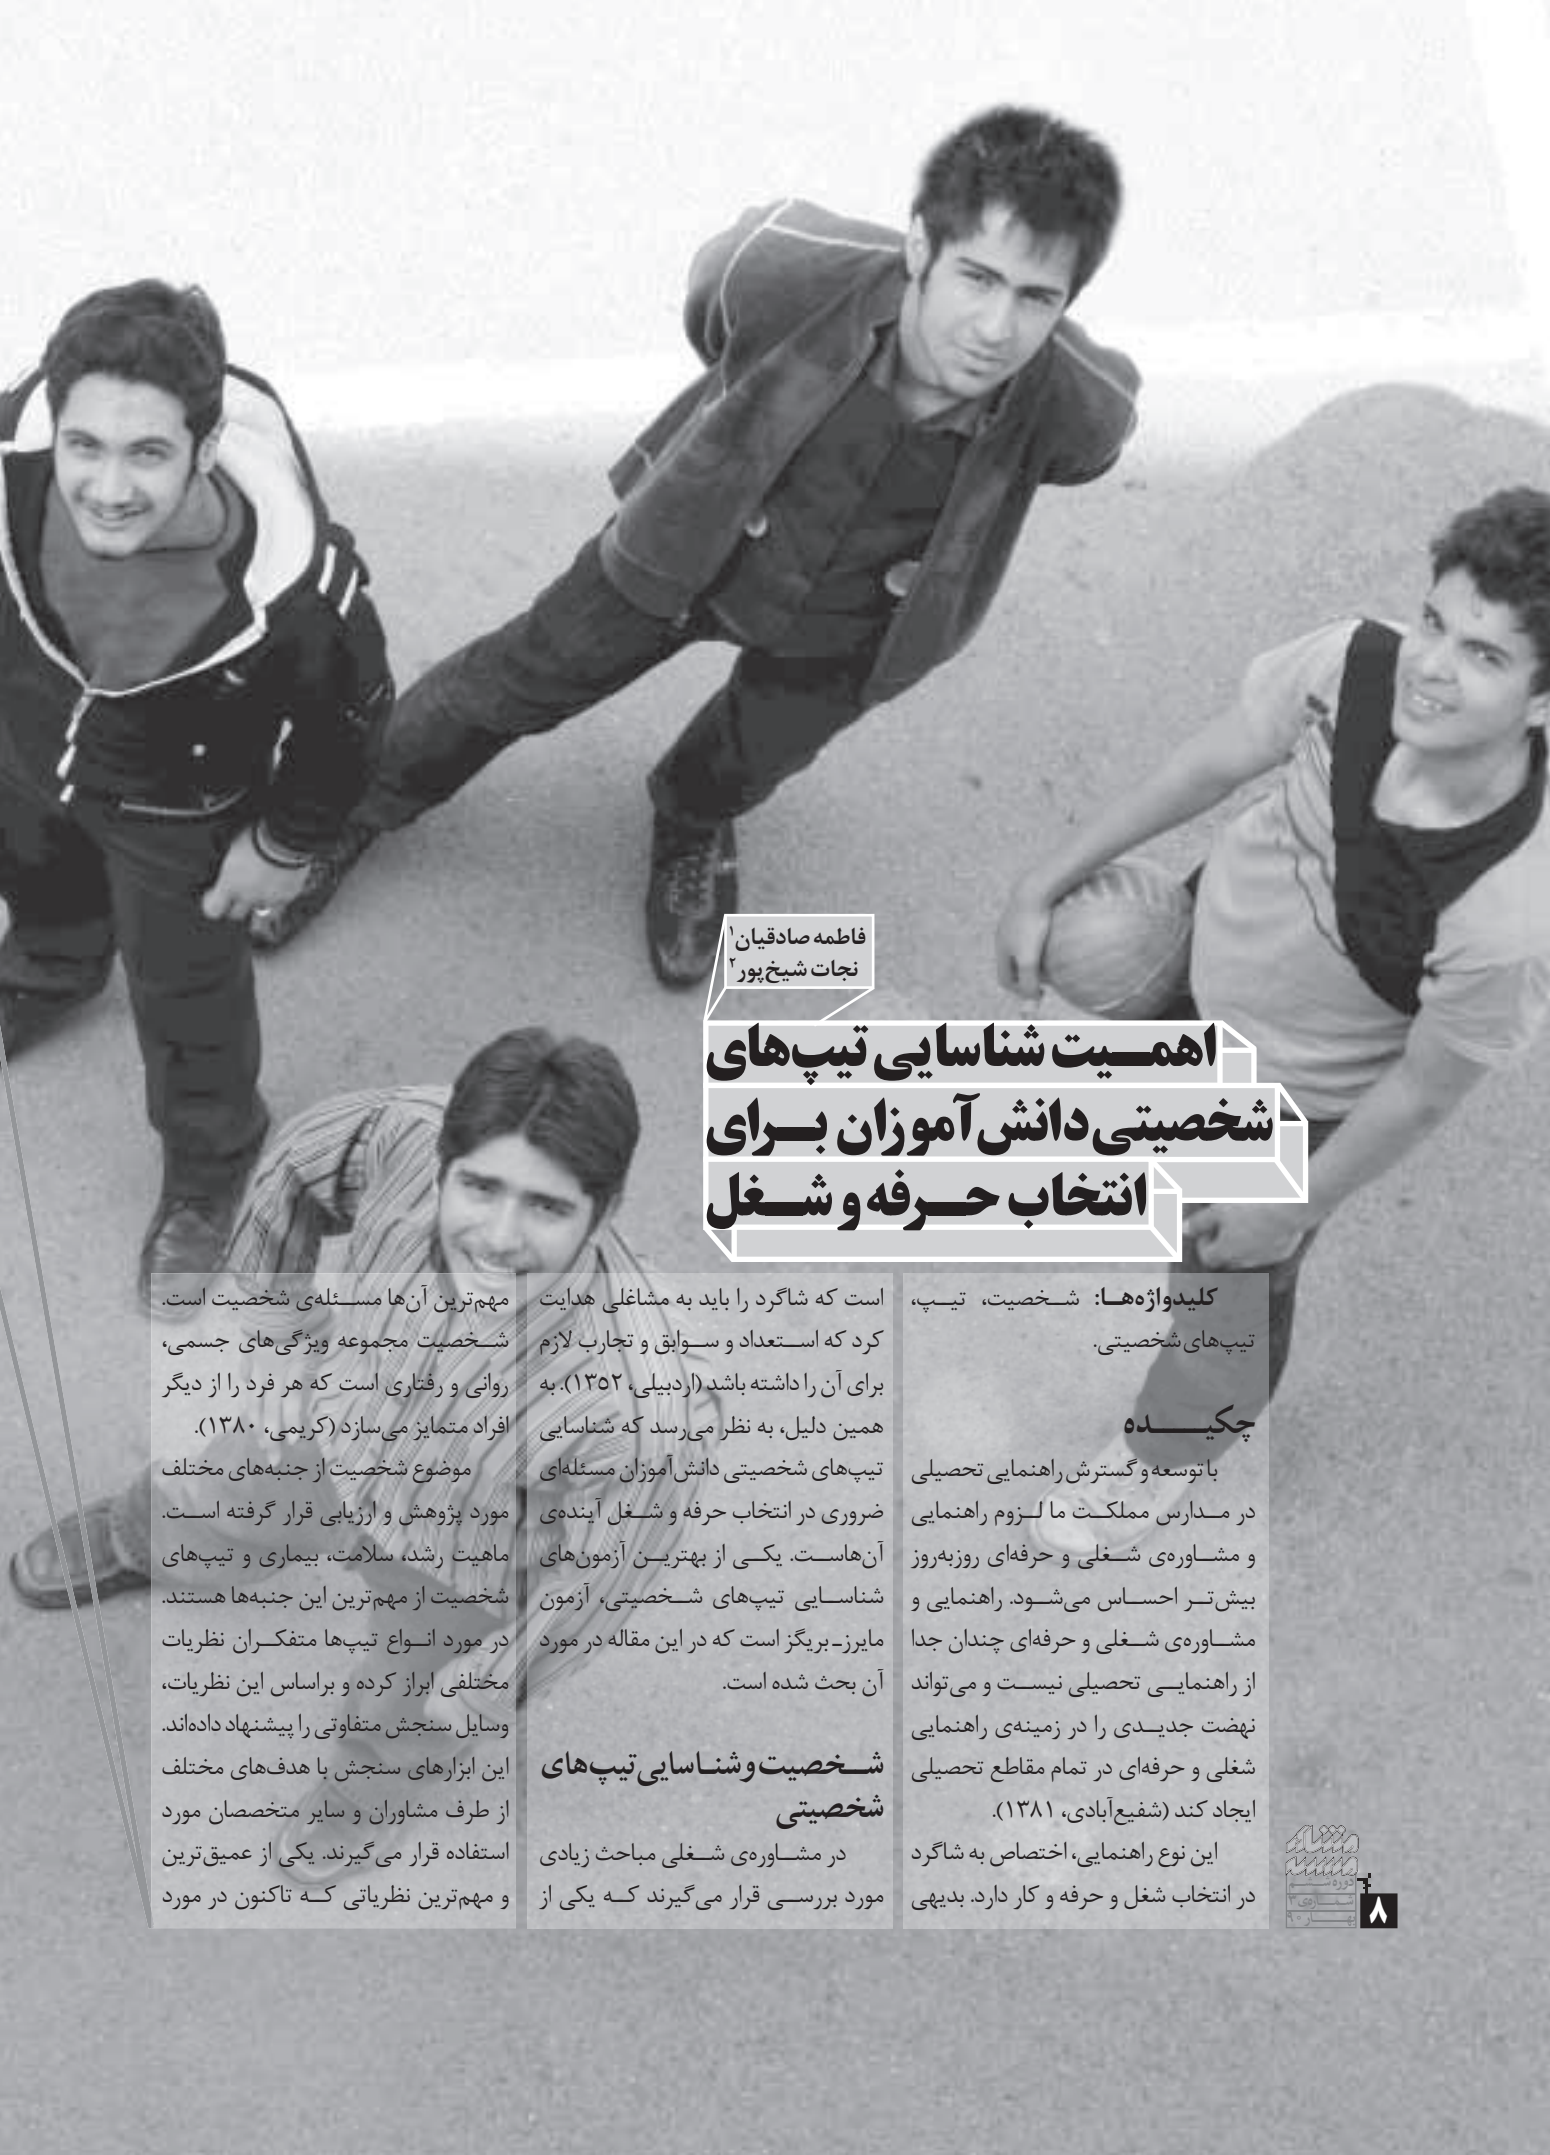 فاطمه صادقیان۱
نجات شیخ‌پور۲
اهمیت شناسایی تیپ‌های
شخصیتی دانش‌آموزان برای
انتخاب حرفه و شغل
کلیدواژه‌ها: شخصیت، تیپ،
تیپ‌های شخصیتی.
چکیده
با توسعه و گسترش راهنمایی تحصیلی
در مدارس مملکت ما لزوم راهنمایی
و مشاوره‌ی شغلی و حرفه‌ای روزبه‌روز
بیش‌تر احساس می‌شود. راهنمایی و
مشاوره‌ی شغلی و حرفه‌ای چندان جدا
از راهنمایی تحصیلی نیست و می‌تواند
نهضت جدیدی را در زمینه‌ی راهنمایی
شغلی و حرفه‌ای در تمام مقاطع تحصیلی
ایجاد کند (شفیع‌آبادی، ۱۳۸۱).
این نوع راهنمایی، اختصاص به شاگرد
در انتخاب شغل و حرفه و کار دارد. بدیهی
است که شاگرد را باید به مشاغلی هدایت
کرد که استعداد و سوابق و تجارب لازم
برای آن را داشته باشد (اردبیلی، ۱۳۵۲). به
همین دلیل، به نظر می‌رسد که شناسایی
تیپ‌های شخصیتی دانش‌آموزان مسئله‌ای
ضروری در انتخاب حرفه و شغل آینده‌ی
آن‌هاست. یکی از بهترین آزمون‌های
شناسایی تیپ‌های شخصیتی، آزمون
مایرز-بریگز است که در این مقاله در مورد
آن بحث شده است.
شخصیت و شناسایی تیپ‌های
شخصیتی
در مشاوره‌ی شغلی مباحث زیادی
مورد بررسی قرار می‌گیرند که یکی از
مهم‌ترین آن‌ها مسئله‌ی شخصیت است.
شخصیت مجموعه ویژگی‌های جسمی،
روانی و رفتاری است که هر فرد را از دیگر
افراد متمایز می‌سازد (کریمی، ۱۳۸۰).
موضوع شخصیت از جنبه‌های مختلف
مورد پژوهش و ارزیابی قرار گرفته است.
ماهیت رشد، سلامت، بیماری و تیپ‌های
شخصیت از مهم‌ترین این جنبه‌ها هستند.
در مورد انواع تیپ‌ها متفکران نظریات
مختلفی ابراز کرده و براساس این نظریات،
وسایل سنجش متفاوتی را پیشنهاد داده‌اند.
این ابزارهای سنجش با هدف‌های مختلف
از طرف مشاوران و سایر متخصصان مورد
استفاده قرار می‌گیرند. یکی از عمیق‌ترین
و مهم‌ترین نظریاتی که تاکنون در مورد
شماره‌ی ۳
بهار ۹۰
۸